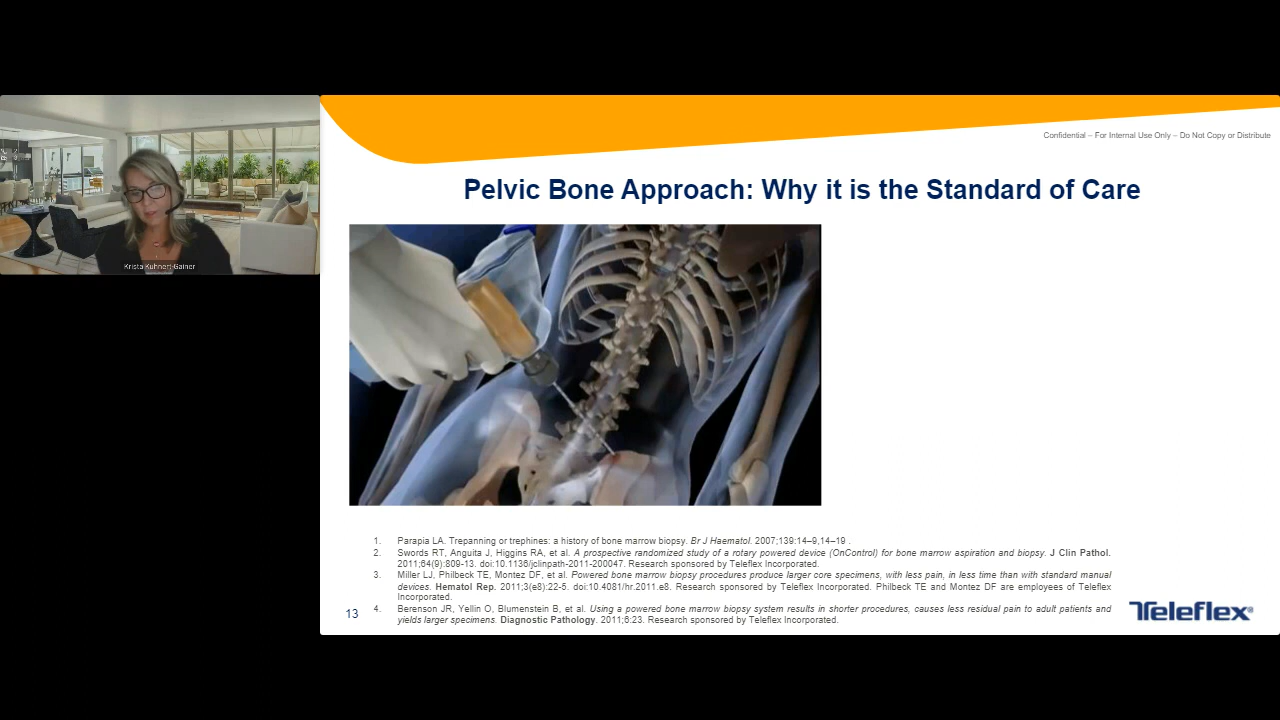 Confidential – For Internal Use Only – Do Not Copy or Distribute
Pelvic Bone Approach: Why it is the Standard of Care
Krista Kuhnert-Gainer
1. Parapia LA. Trepanning or trephines: a history of bone marrow biopsy. Br J Haematol. 2007;139:14–9,14–19 .
2. Swords RT, Anguita J, Higgins RA, et al. A prospective randomized study of a rotary powered device (OnControl) for bone marrow aspiration and biopsy. J Clin Pathol.
2011;64(9):809-13. doi:10.1136/jclinpath-2011-200047. Research sponsored by Teleflex Incorporated.
3. Miller LJ, Philbeck TE, Montez DF, et al. Powered bone marrow biopsy procedures produce larger core specimens, with less pain, in less time than with standard manual
devices. Hematol Rep. 2011;3(e8):22-5. doi:10.4081/hr.2011.e8. Research sponsored by Teleflex Incorporated. Philbeck TE and Montez DF are employees of Teleflex
Incorporated.
4. Berenson JR, Yellin O, Blumenstein B, et al. Using a powered bone marrow biopsy system results in shorter procedures, causes less residual pain to adult patients and
yields larger specimens. Diagnostic Pathology. 2011;6:23. Research sponsored by Teleflex Incorporated.
13
Teleflex®